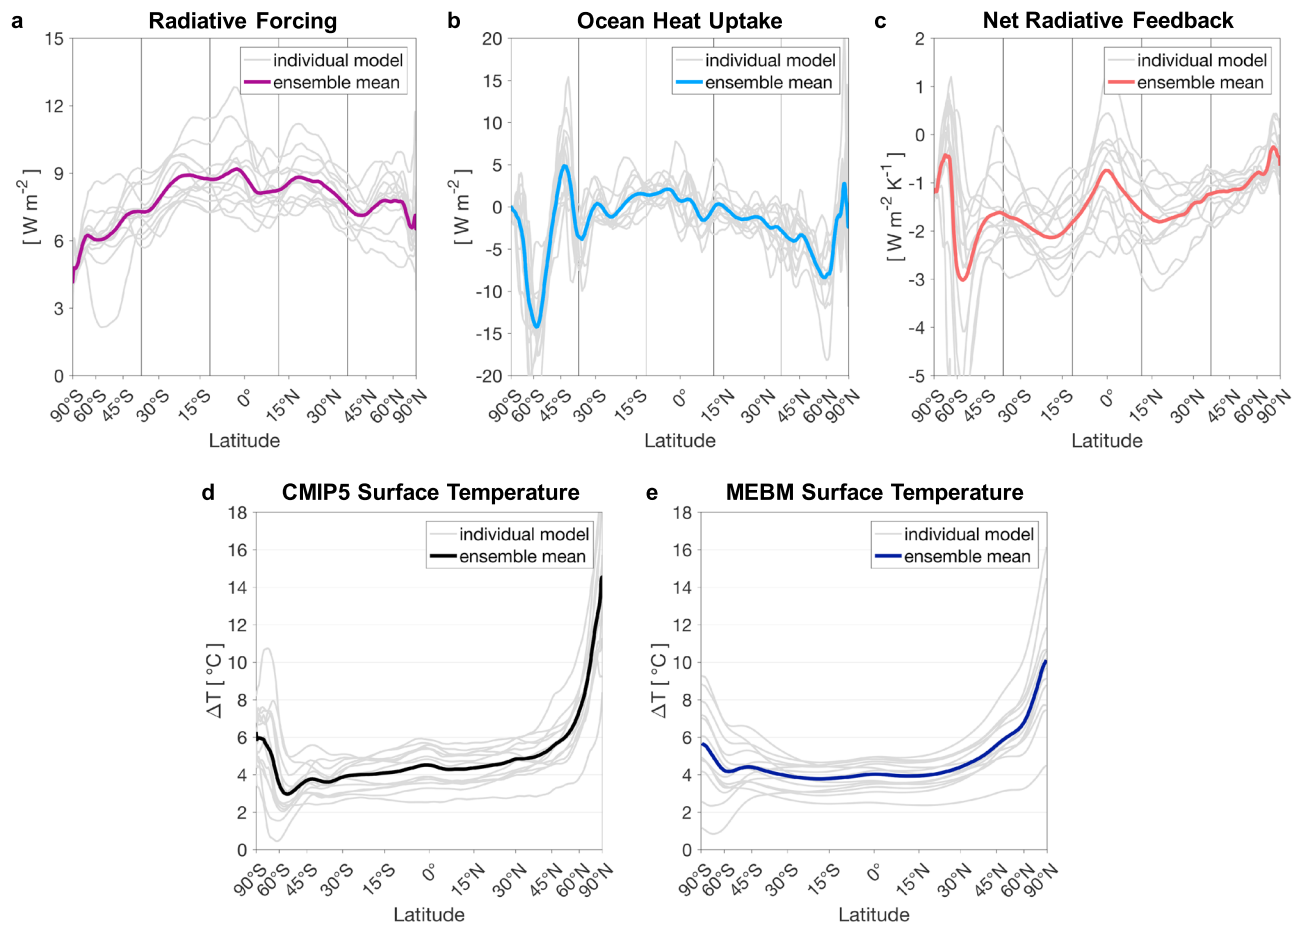 a Radiative Forcing
15
12
9
6
3
0
[ W m-2 ]
individual model
ensemble mean
90°S 60°S 45°S 30°S 15°S 0° 15°N 30°N 45°N 60°N 90°N
Latitude
b Ocean Heat Uptake
20
15
10
5
0
-5
-10
-15
-20
[ W m-2 ]
individual model
ensemble mean
90°S 60°S 45°S 30°S 15°S 0° 15°N 30°N 45°N 60°N 90°N
Latitude
c Net Radiative Feedback
2
1
0
-1
-2
-3
-4
-5
[ W m-2 K-1 ]
individual model
ensemble mean
90°S 60°S 45°S 30°S 15°S 0° 15°N 30°N 45°N 60°N 90°N
Latitude
d CMIP5 Surface Temperature
18
16
14
12
10
8
6
4
2
0
ΔT [ °C ]
individual model
ensemble mean
90°S 60°S 45°S 30°S 15°S 0° 15°N 30°N 45°N 60°N 90°N
Latitude
e MEBM Surface Temperature
18
16
14
12
10
8
6
4
2
0
ΔT [ °C ]
individual model
ensemble mean
90°S 60°S 45°S 30°S 15°S 0° 15°N 30°N 45°N 60°N 90°N
Latitude